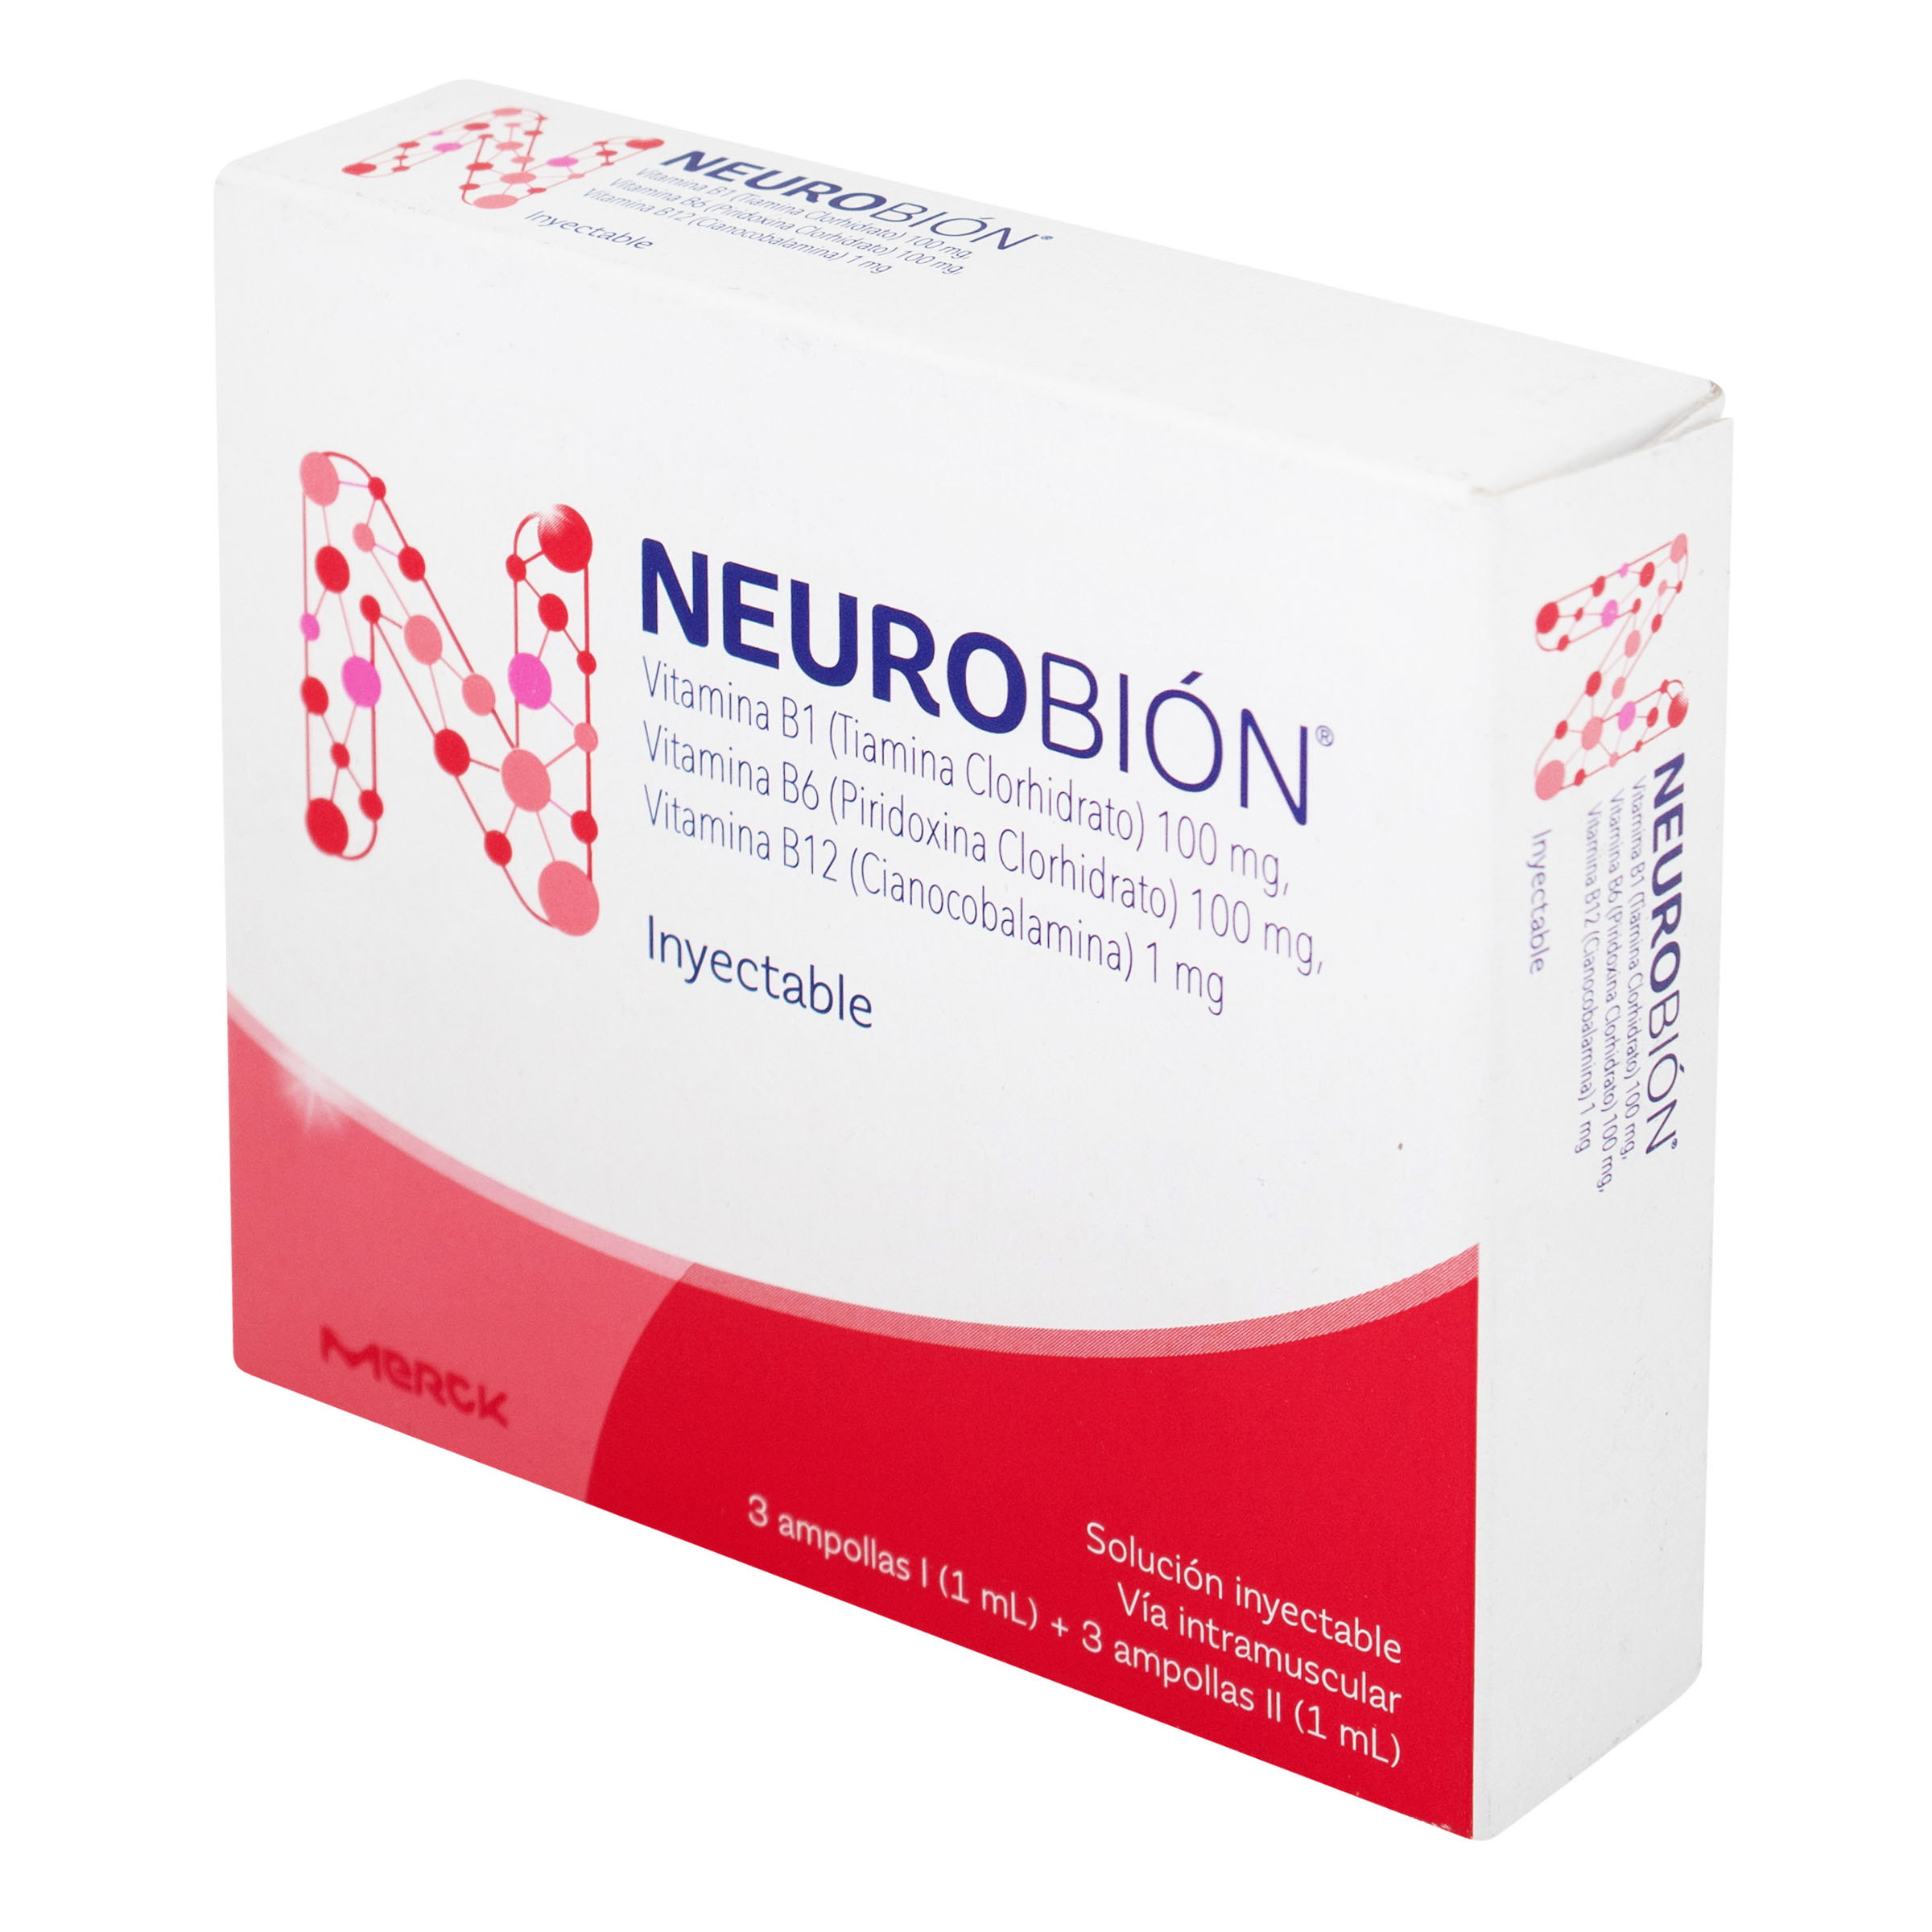 NEUROBIÓN®
Vitamina B1 (Tiamina Clorhidrato) 100 mg,
Vitamina B6 (Piridoxina Clorhidrato) 100 mg,
Vitamina B12 (Cianocobalamina) 1 mg
Inyectable
NEUROBIÓN®
Vitamina B1 (Tiamina Clorhidrato) 100 mg,
Vitamina B6 (Piridoxina Clorhidrato) 100 mg,
Vitamina B12 (Cianocobalamina) 1 mg
Inyectable
MERCK
Solución inyectable
Vía intramuscular
3 ampollas I (1 mL) + 3 ampollas II (1 mL)
NEUROBIÓN®
Vitamina B1 (Tiamina Clorhidrato) 100 mg,
Vitamina B6 (Piridoxina Clorhidrato) 100 mg,
Vitamina B12 (Cianocobalamina) 1 mg
Inyectable